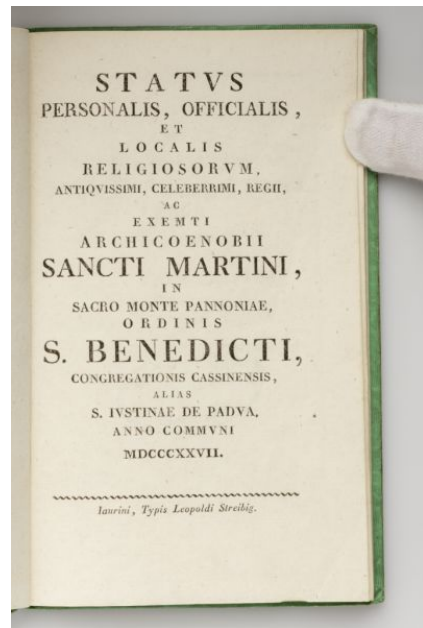 STATVS
PERSONALIS, OFFICIALIS,
ET
LOCALIS
RELIGIOSORVM,
ANTIQVISSIMI, CELEBERRIMI, REGII,
AC
EXEMTI
ARCHICOENOBII
SANCTI MARTINI,
IN
SACRO MONTE PANNONIAE,
ORDINIS
S. BENEDICTI,
CONGREGATIONIS CASSINENSIS,
ALIAS
S. IVSTINAE DE PADVA.
ANNO COMMVNI
MDCCCXXVII.
Iaurini, Typis Leopoldi Streibig.